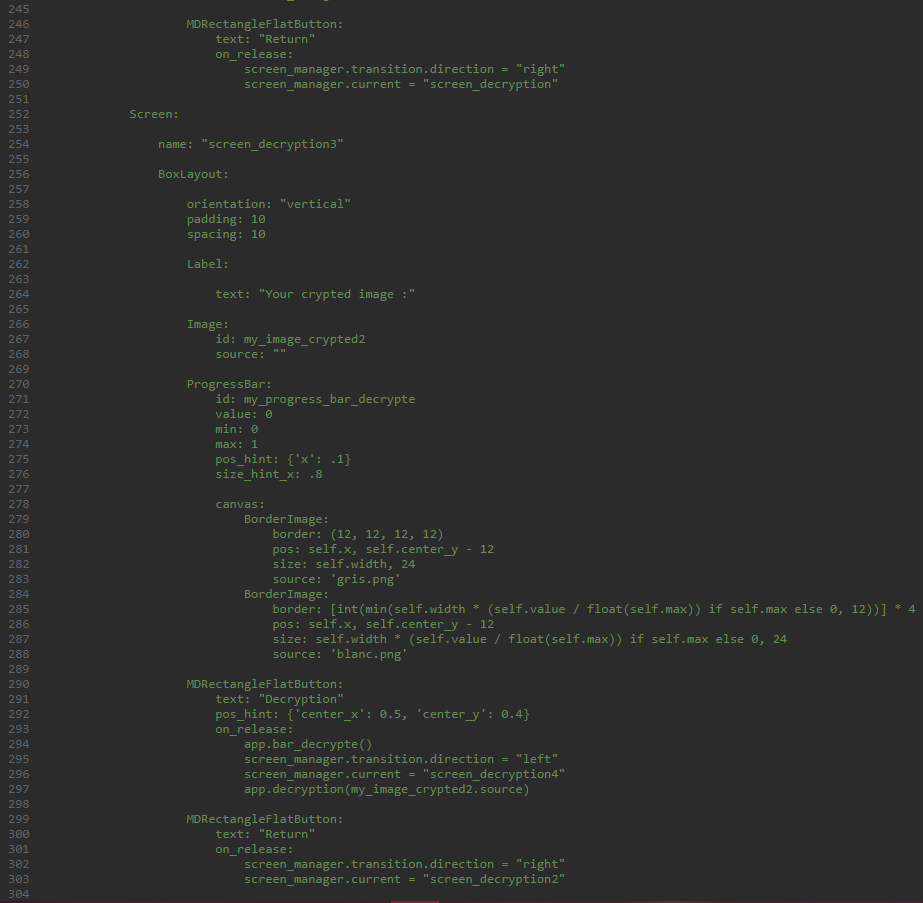 245
246 MDRectangleFlatButton:
247 text: "Return"
248 on_release:
249 screen_manager.transition.direction = "right"
250 screen_manager.current = "screen_decryption"
251
252 Screen:
253
254 name: "screen_decryption3"
255
256 BoxLayout:
257
258 orientation: "vertical"
259 padding: 10
260 spacing: 10
261
262 Label:
263
264 text: "Your crypted image :"
265
266 Image:
267 id: my_image_crypted2
268 source: ""
269
270 ProgressBar:
271 id: my_progress_bar_decrypte
272 value: 0
273 min: 0
274 max: 1
275 pos_hint: {'x': .1}
276 size_hint_x: .8
277
278 canvas:
279 BorderImage:
280 border: (12, 12, 12, 12)
281 pos: self.x, self.center_y - 12
282 size: self.width, 24
283 source: 'gris.png'
284 BorderImage:
285 border: [int(min(self.width * (self.value / float(self.max)) if self.max else 0, 12))] * 4
286 pos: self.x, self.center_y - 12
287 size: self.width * (self.value / float(self.max)) if self.max else 0, 24
288 source: 'blanc.png'
289
290 MDRectangleFlatButton:
291 text: "Decryption"
292 pos_hint: {'center_x': 0.5, 'center_y': 0.4}
293 on_release:
294 app.bar_decrypte()
295 screen_manager.transition.direction = "left"
296 screen_manager.current = "screen_decryption4"
297 app.decryption(my_image_crypted2.source)
298
299 MDRectangleFlatButton:
300 text: "Return"
301 on_release:
302 screen_manager.transition.direction = "right"
303 screen_manager.current = "screen_decryption2"
304